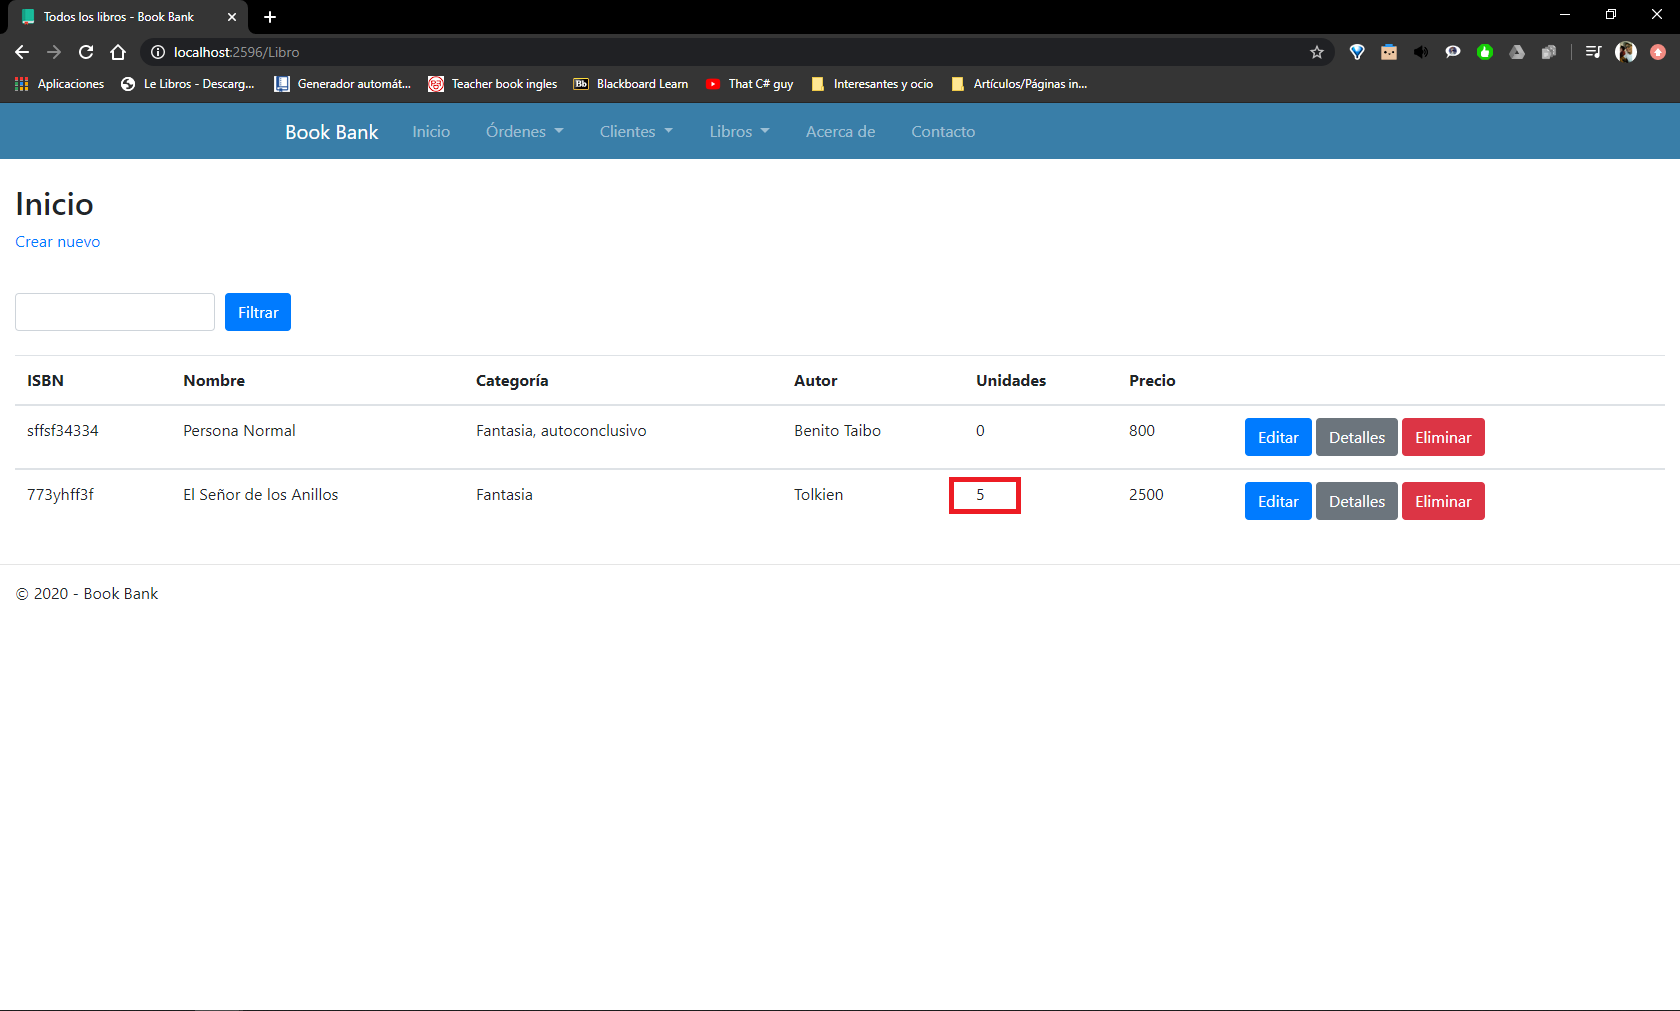 Todos los libros - Book Bank
localhost:2596/Libro
Aplicaciones Le Libros - Descarg... Generador automát... Teacher book ingles Bb Blackboard Learn That C# guy Interesantes y ocio Artículos/Páginas in...
Book Bank Inicio Órdenes Clientes Libros Acerca de Contacto
Inicio
Crear nuevo
Filtrar
ISBN Nombre Categoría Autor Unidades Precio
sffsf34334 Persona Normal Fantasia, autoconclusivo Benito Taibo 0 800 Editar Detalles Eliminar
773yhff3f El Señor de los Anillos Fantasia Tolkien 5 2500 Editar Detalles Eliminar
© 2020 - Book Bank